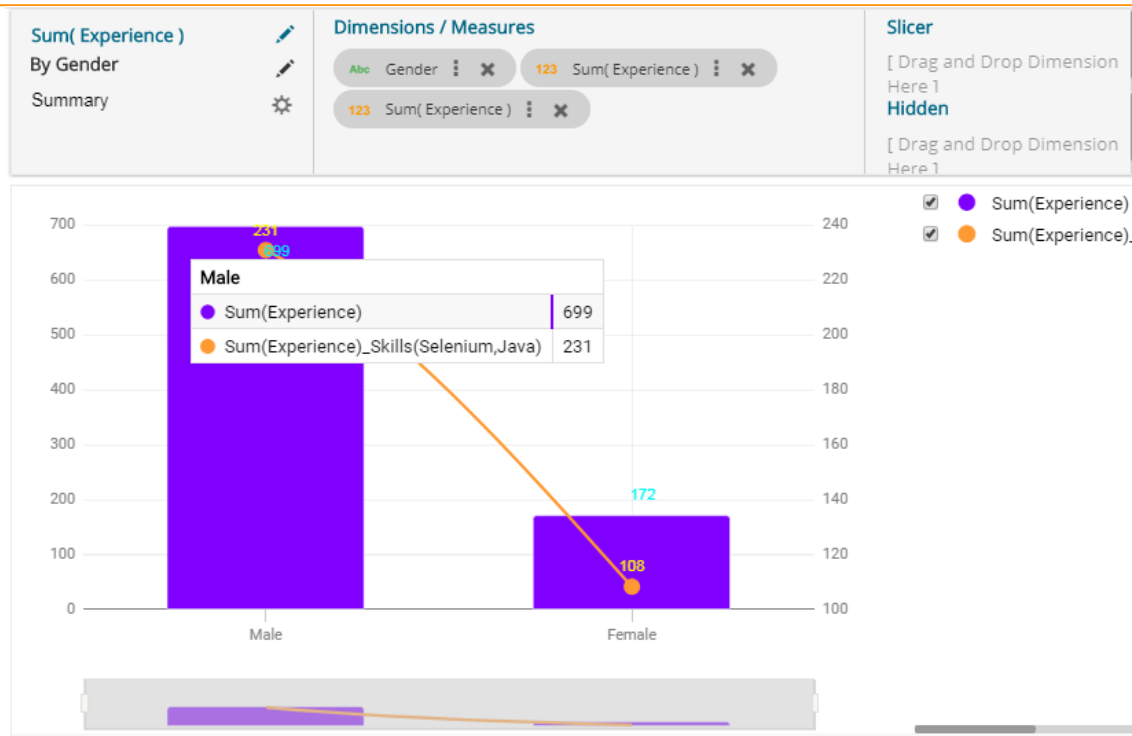 Sum( Experience )
By Gender
Summary
Dimensions / Measures
Abc Gender
123 Sum( Experience )
123 Sum( Experience )
Slicer
[ Drag and Drop Dimension
Here ]
Hidden
[ Drag and Drop Dimension
Here ]
Sum(Experience)
Sum(Experience)_
700
600
500
400
300
200
100
0
231
699
Male
Sum(Experience) 699
Sum(Experience)_Skills(Selenium,Java) 231
172
108
240
220
200
180
160
140
120
100
Male
Female